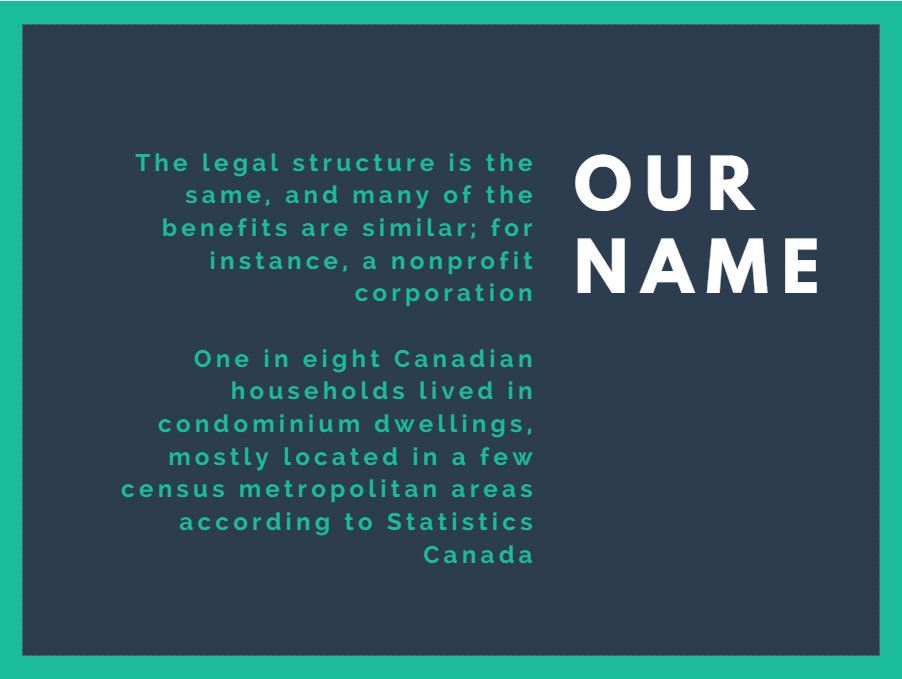 The legal structure is the
same, and many of the
benefits are similar; for
instance, a nonprofit
corporation
One in eight Canadian
households lived in
condominium dwellings,
mostly located in a few
census metropolitan areas
according to Statistics
Canada
OUR
NAME